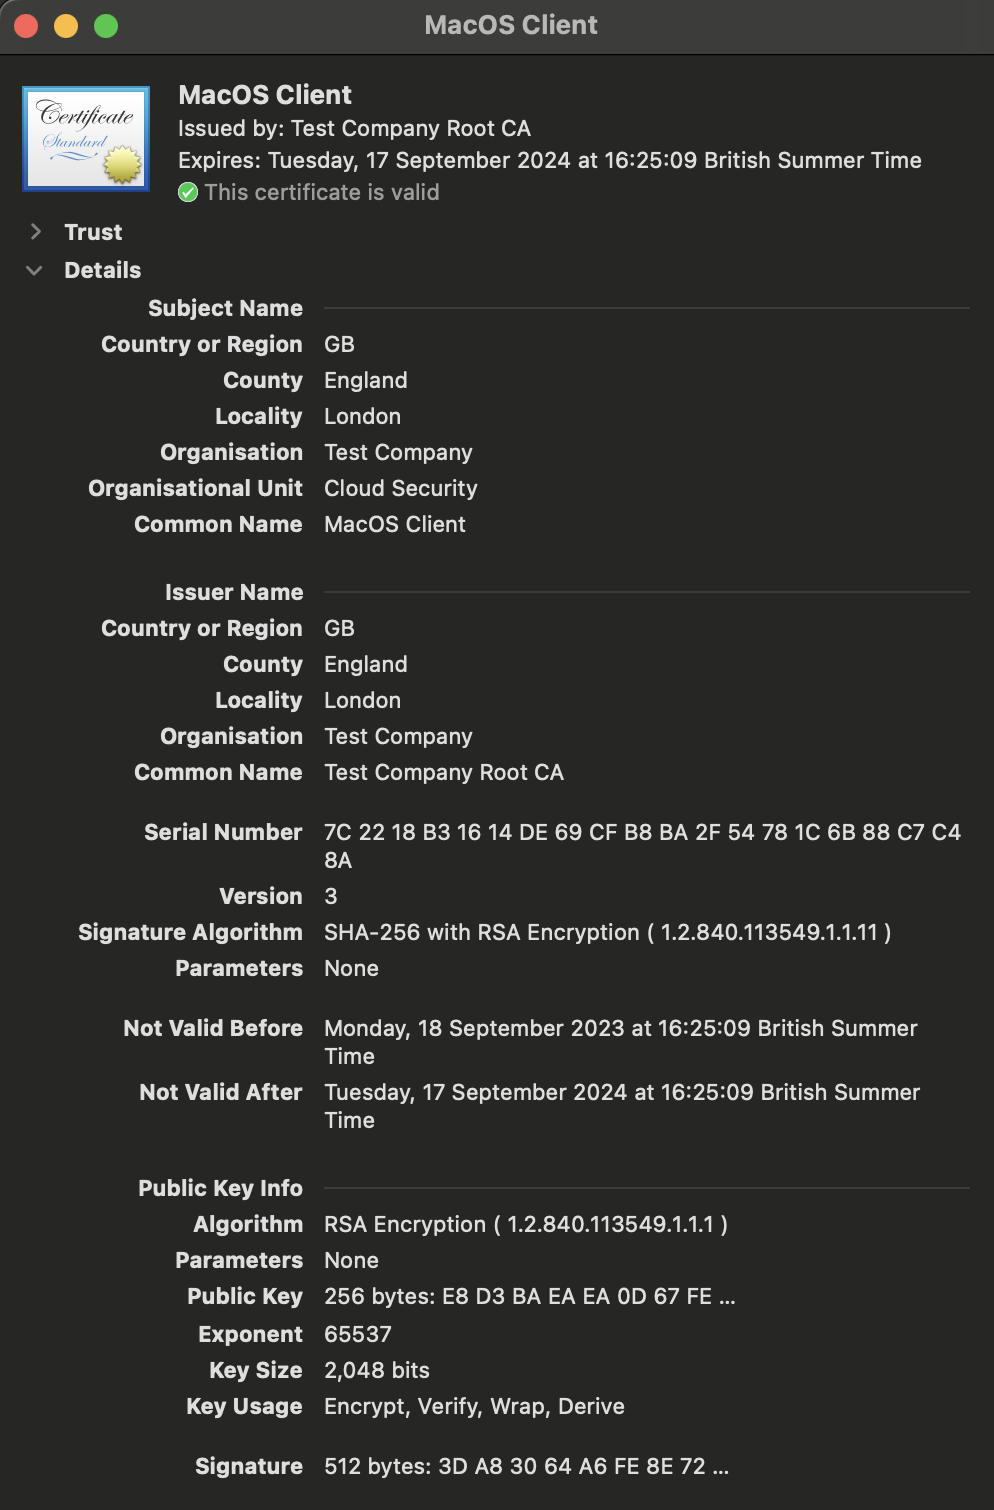 MacOS Client
Certificate
Standard
MacOS Client
Issued by: Test Company Root CA
Expires: Tuesday, 17 September 2024 at 16:25:09 British Summer Time
This certificate is valid
Trust
Details
Subject Name
Country or Region GB
County England
Locality London
Organisation Test Company
Organisational Unit Cloud Security
Common Name MacOS Client
Issuer Name
Country or Region GB
County England
Locality London
Organisation Test Company
Common Name Test Company Root CA
Serial Number 7C 22 18 B3 16 14 DE 69 CF B8 BA 2F 54 78 1C 6B 88 C7 C4
8A
Version 3
Signature Algorithm SHA-256 with RSA Encryption ( 1.2.840.113549.1.1.11 )
Parameters None
Not Valid Before Monday, 18 September 2023 at 16:25:09 British Summer
Time
Not Valid After Tuesday, 17 September 2024 at 16:25:09 British Summer
Time
Public Key Info
Algorithm RSA Encryption ( 1.2.840.113549.1.1.1 )
Parameters None
Public Key 256 bytes: E8 D3 BA EA EA 0D 67 FE ...
Exponent 65537
Key Size 2,048 bits
Key Usage Encrypt, Verify, Wrap, Derive
Signature 512 bytes: 3D A8 30 64 A6 FE 8E 72 ...